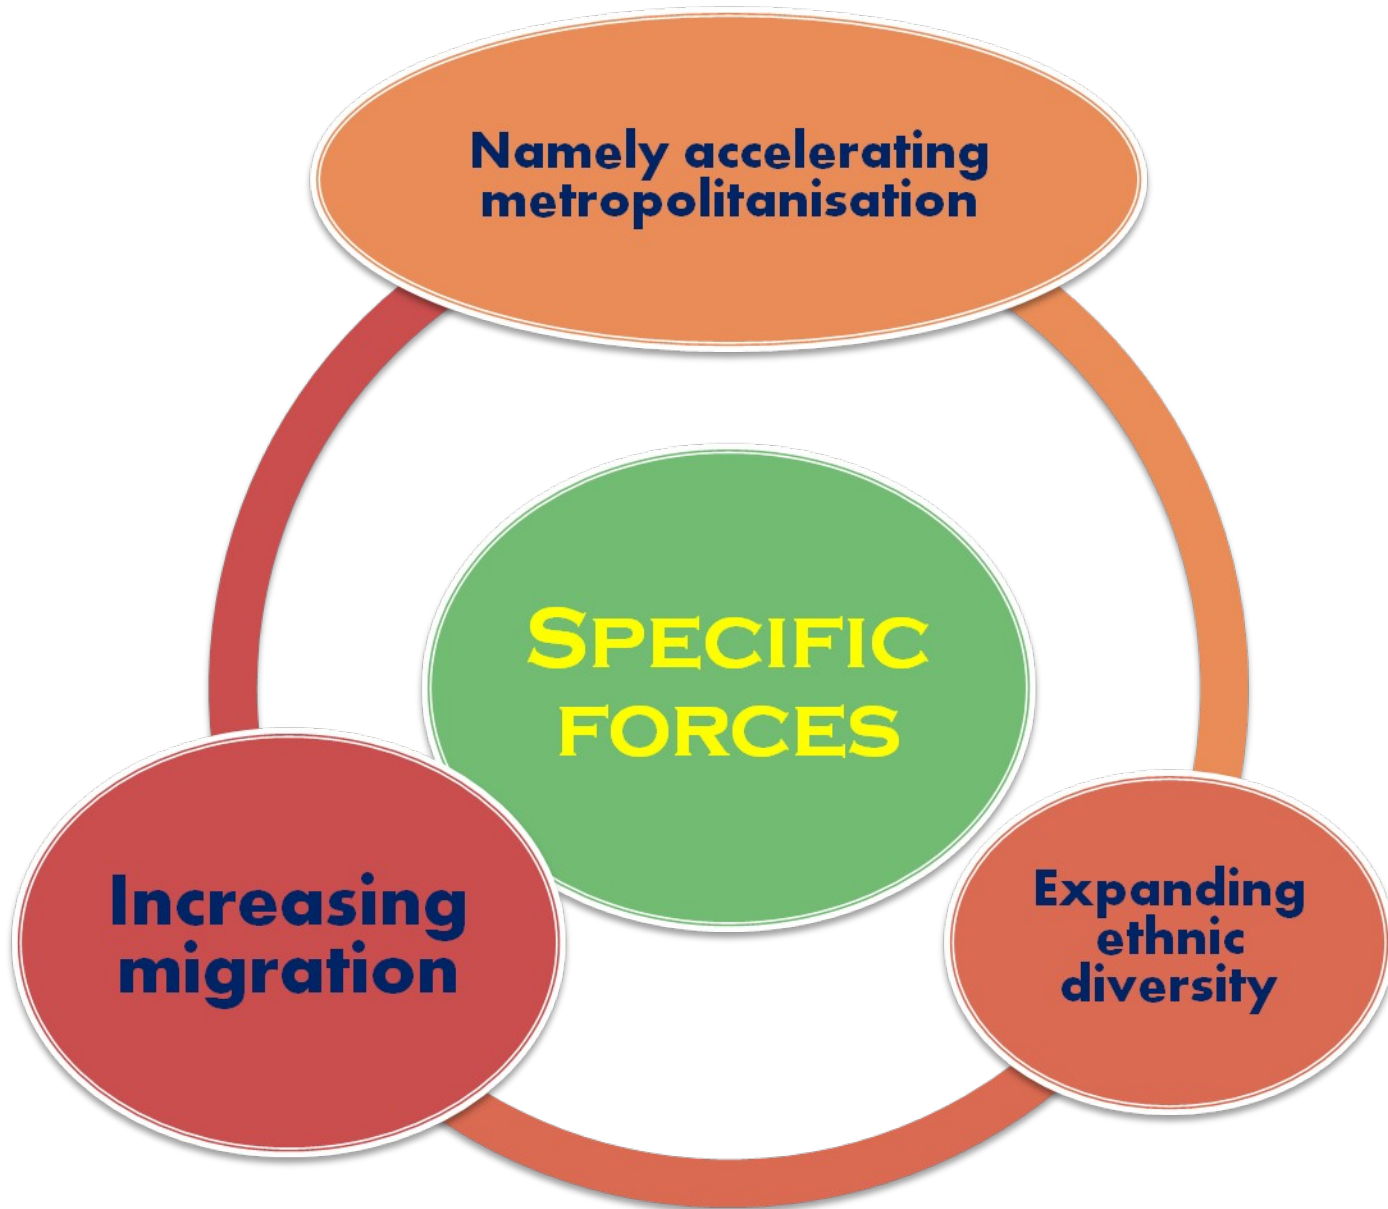 Namely accelerating
metropolitanisation
SPECIFIC
FORCES
Increasing
migration
Expanding
ethnic
diversity